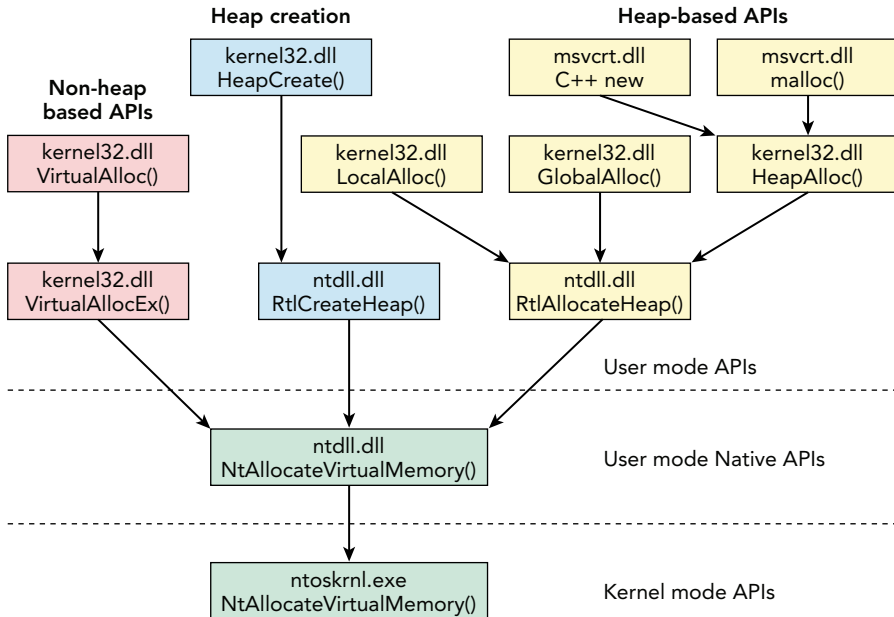 Heap creation
Heap-based APIs
kernel32.dll
HeapCreate()
msvcrt.dll
C++ new
msvcrt.dll
malloc()
Non-heap
based APIs
kernel32.dll
VirtualAlloc()
kernel32.dll
LocalAlloc()
kernel32.dll
GlobalAlloc()
kernel32.dll
HeapAlloc()
kernel32.dll
VirtualAllocEx()
ntdll.dll
RtlCreateHeap()
ntdll.dll
RtlAllocateHeap()
User mode APIs
ntdll.dll
NtAllocateVirtualMemory()
User mode Native APIs
ntoskrnl.exe
NtAllocateVirtualMemory()
Kernel mode APIs